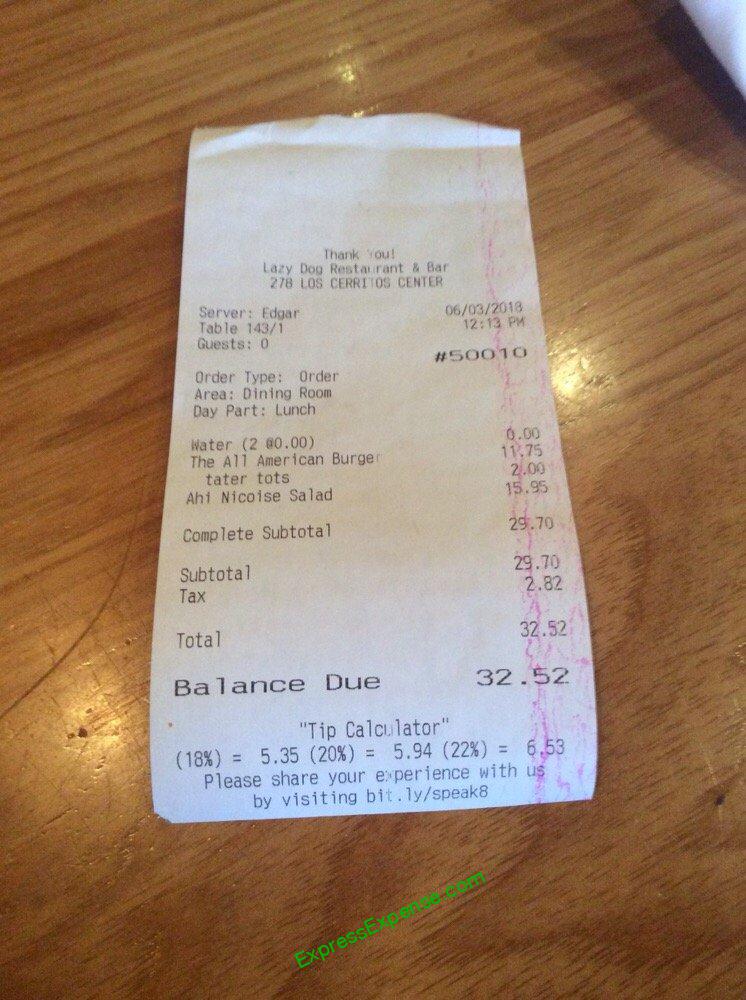 Thank You!
Lazy Dog Restaurant & Bar
278 LOS CERRITOS CENTER
Server: Edgar 06/03/2018
Table 143/1 12:13 PM
Guests: 0
#50010
Order Type: Order
Area: Dining Room
Day Part: Lunch
Water (2 @0.00) 0.00
The All American Burger 11.75
tater tots 2.00
Ahi Nicoise Salad 15.95
Complete Subtotal 29.70
Subtotal 29.70
Tax 2.82
Total 32.52
Balance Due 32.52
"Tip Calculator"
(18%) = 5.35 (20%) = 5.94 (22%) = 6.53
Please share your experience with us
by visiting bit.ly/speak8
ExpressExpense.com